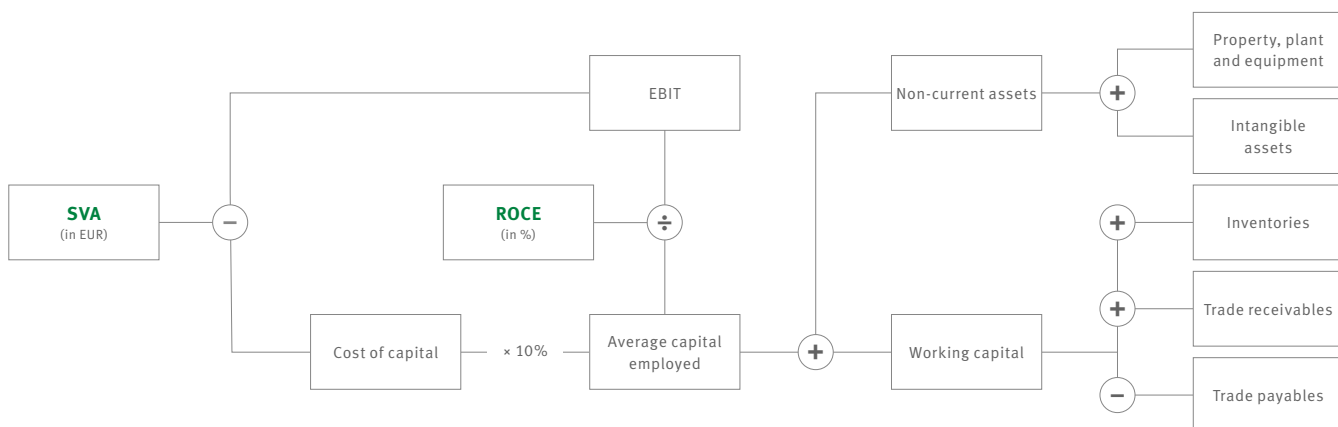 Property, plant
and equipment
EBIT
Non-current assets
+
Intangible
assets
SVA
(in EUR)
−
ROCE
(in %)
÷
+
Inventories
+
Trade receivables
Cost of capital
× 10%
Average capital
employed
+
Working capital
−
Trade payables